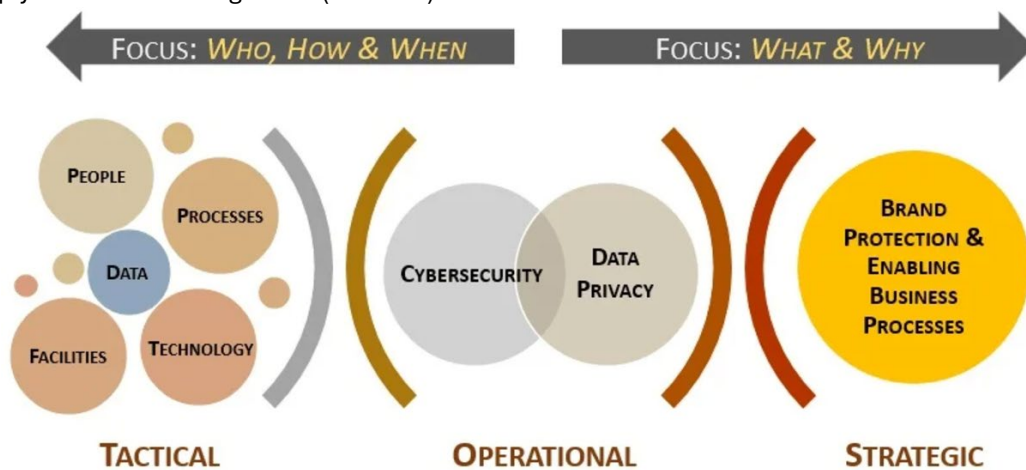 FOCUS: WHO, HOW & WHEN
FOCUS: WHAT & WHY
PEOPLE
PROCESSES
DATA
FACILITIES
TECHNOLOGY
CYBERSECURITY
DATA
PRIVACY
BRAND
PROTECTION &
ENABLING
BUSINESS
PROCESSES
TACTICAL
OPERATIONAL
STRATEGIC